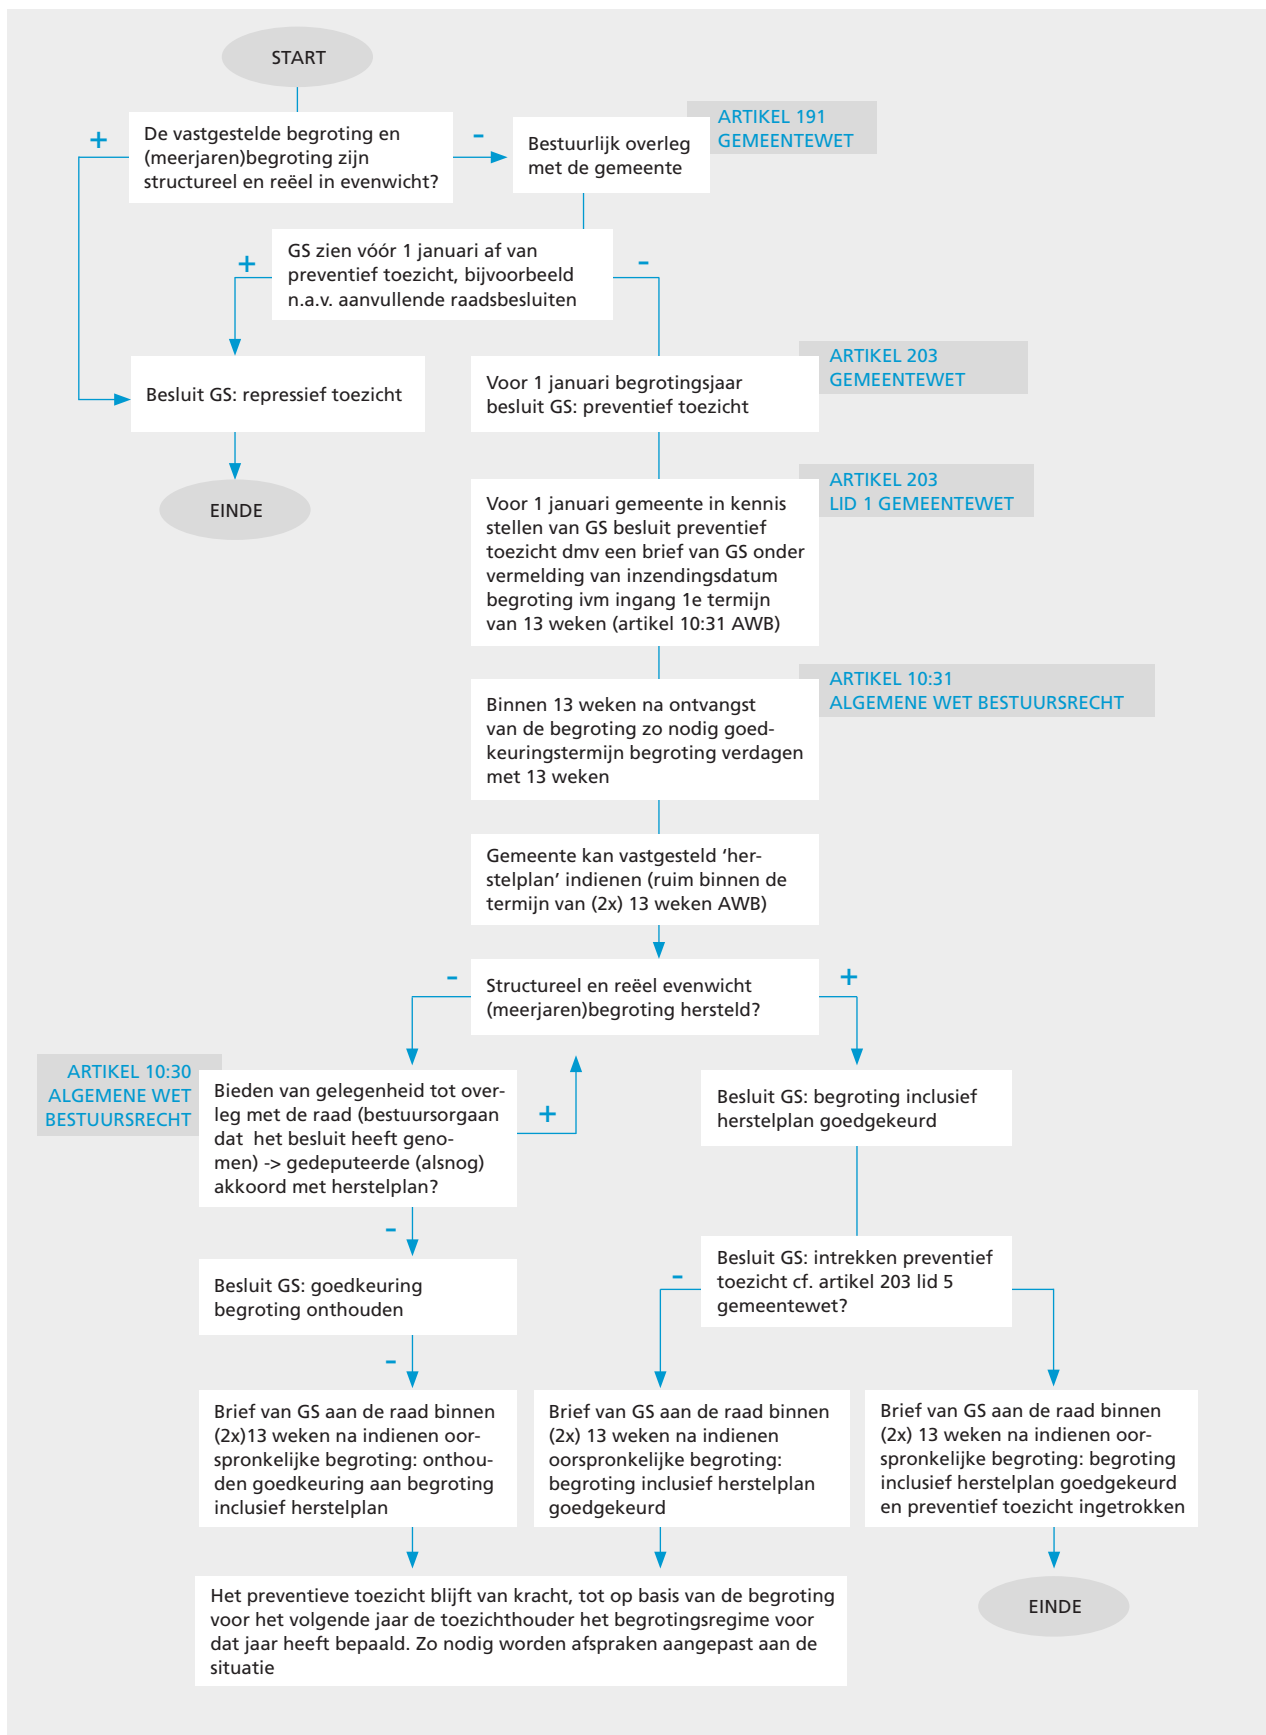 START
De vastgestelde begroting en
(meerjaren)begroting zijn
structureel en reëel in evenwicht?
+
-
Bestuurlijk overleg
met de gemeente
ARTIKEL 191
GEMEENTEWET
GS zien vóór 1 januari af van
preventief toezicht, bijvoorbeeld
n.a.v. aanvullende raadsbesluiten
+
-
Besluit GS: repressief toezicht
EINDE
Voor 1 januari begrotingsjaar
besluit GS: preventief toezicht
ARTIKEL 203
GEMEENTEWET
Voor 1 januari gemeente in kennis
stellen van GS besluit preventief
toezicht dmv een brief van GS onder
vermelding van inzendingsdatum
begroting ivm ingang 1e termijn
van 13 weken (artikel 10:31 AWB)
ARTIKEL 203
LID 1 GEMEENTEWET
Binnen 13 weken na ontvangst
van de begroting zo nodig goed-
keuringstermijn begroting verdagen
met 13 weken
ARTIKEL 10:31
ALGEMENE WET BESTUURSRECHT
Gemeente kan vastgesteld ‘her-
stelplan’ indienen (ruim binnen de
termijn van (2x) 13 weken AWB)
Structureel en reëel evenwicht
(meerjaren)begroting hersteld?
-
+
ARTIKEL 10:30
ALGEMENE WET
BESTUURSRECHT
Bieden van gelegenheid tot over-
leg met de raad (bestuursorgaan
dat het besluit heeft geno-
men) -> gedeputeerde (alsnog)
akkoord met herstelplan?
+
-
Besluit GS: begroting inclusief
herstelplan goedgekeurd
Besluit GS: goedkeuring
begroting onthouden
-
Besluit GS: intrekken preventief
toezicht cf. artikel 203 lid 5
gemeentewet?
-
Brief van GS aan de raad binnen
(2x)13 weken na indienen oor-
spronkelijke begroting: onthou-
den goedkeuring aan begroting
inclusief herstelplan
Brief van GS aan de raad binnen
(2x) 13 weken na indienen
oorspronkelijke begroting:
begroting inclusief herstelplan
goedgekeurd
Brief van GS aan de raad binnen
(2x) 13 weken na indienen oor-
spronkelijke begroting: begroting
inclusief herstelplan goedgekeurd
en preventief toezicht ingetrokken
Het preventieve toezicht blijft van kracht, tot op basis van de begroting
voor het volgende jaar de toezichthouder het begrotingsregime voor
dat jaar heeft bepaald. Zo nodig worden afspraken aangepast aan de
situatie
EINDE